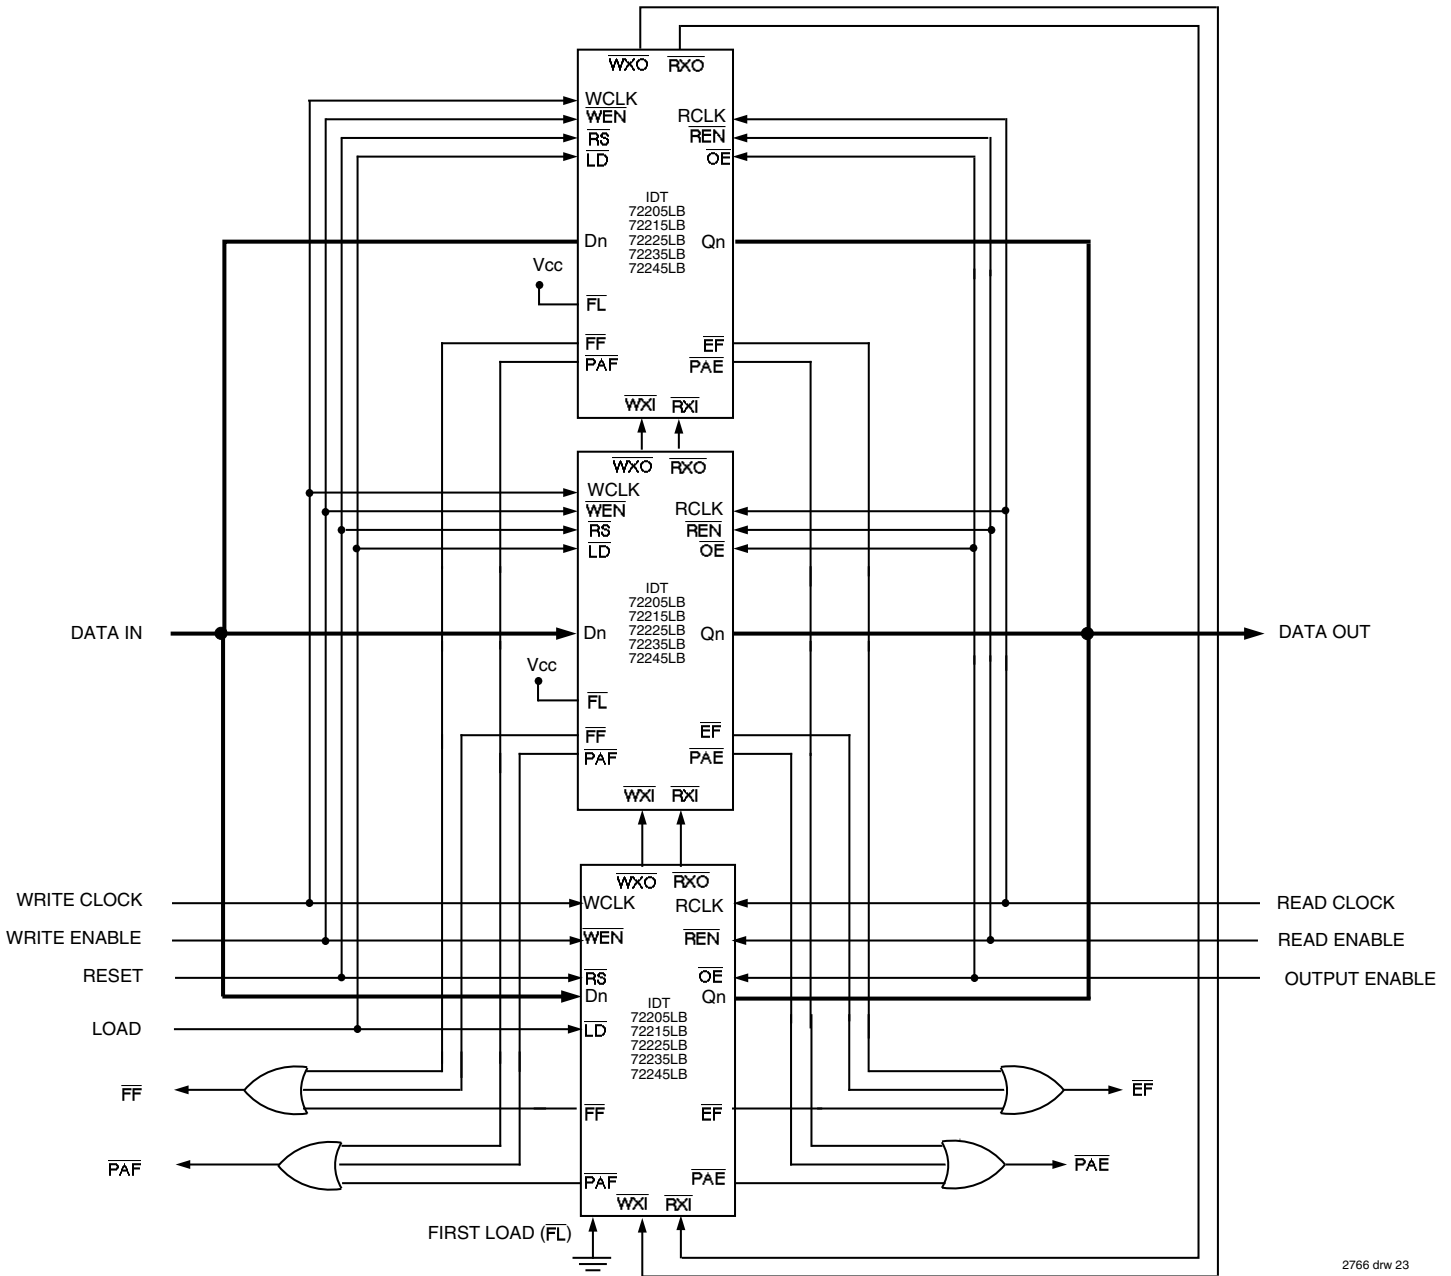 WXO RXO
WCLK
WEN RCLK
RS REN
LD OE
IDT
72205LB
72215LB
Dn 72225LB Qn
72235LB
72245LB
Vcc
FL
FF EF
PAF PAE
WXI RXI
WXO RXO
WCLK
WEN RCLK
RS REN
LD OE
IDT
72205LB
72215LB
DATA IN Dn 72225LB Qn DATA OUT
72235LB
72245LB
Vcc
FL
FF EF
PAF PAE
WXI RXI
WXO RXO
WRITE CLOCK WCLK RCLK READ CLOCK
WRITE ENABLE WEN REN READ ENABLE
RESET RS OE OUTPUT ENABLE
Dn Qn
IDT
72205LB
72215LB
LOAD LD
72225LB
72235LB
72245LB
FF EF
FF EF
PAF PAE
PAF PAE
WXI RXI
FIRST LOAD (FL)
2766 drw 23